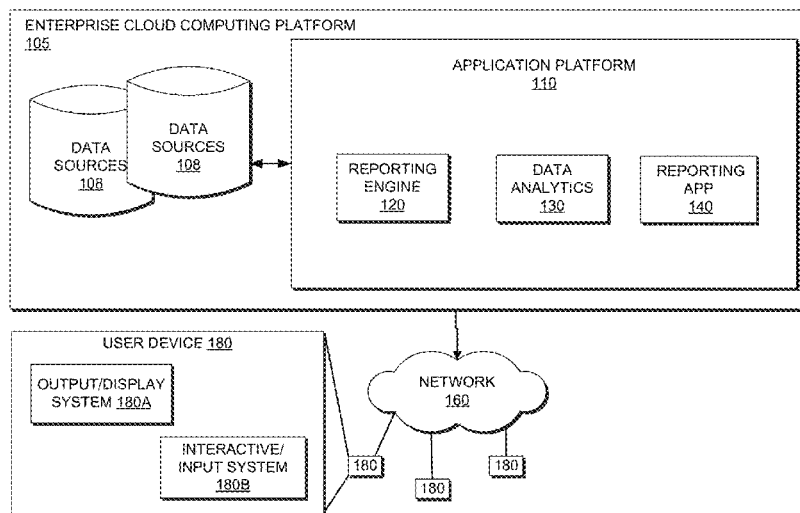 ENTERPRISE CLOUD COMPUTING PLATFORM
105
APPLICATION PLATFORM
110
DATA
SOURCES
108
DATA
SOURCES
108
REPORTING
ENGINE
120
DATA
ANALYTICS
130
REPORTING
APP
140
USER DEVICE 180
OUTPUT/DISPLAY
SYSTEM 180A
INTERACTIVE/
INPUT SYSTEM
180B
NETWORK
160
180
180
180